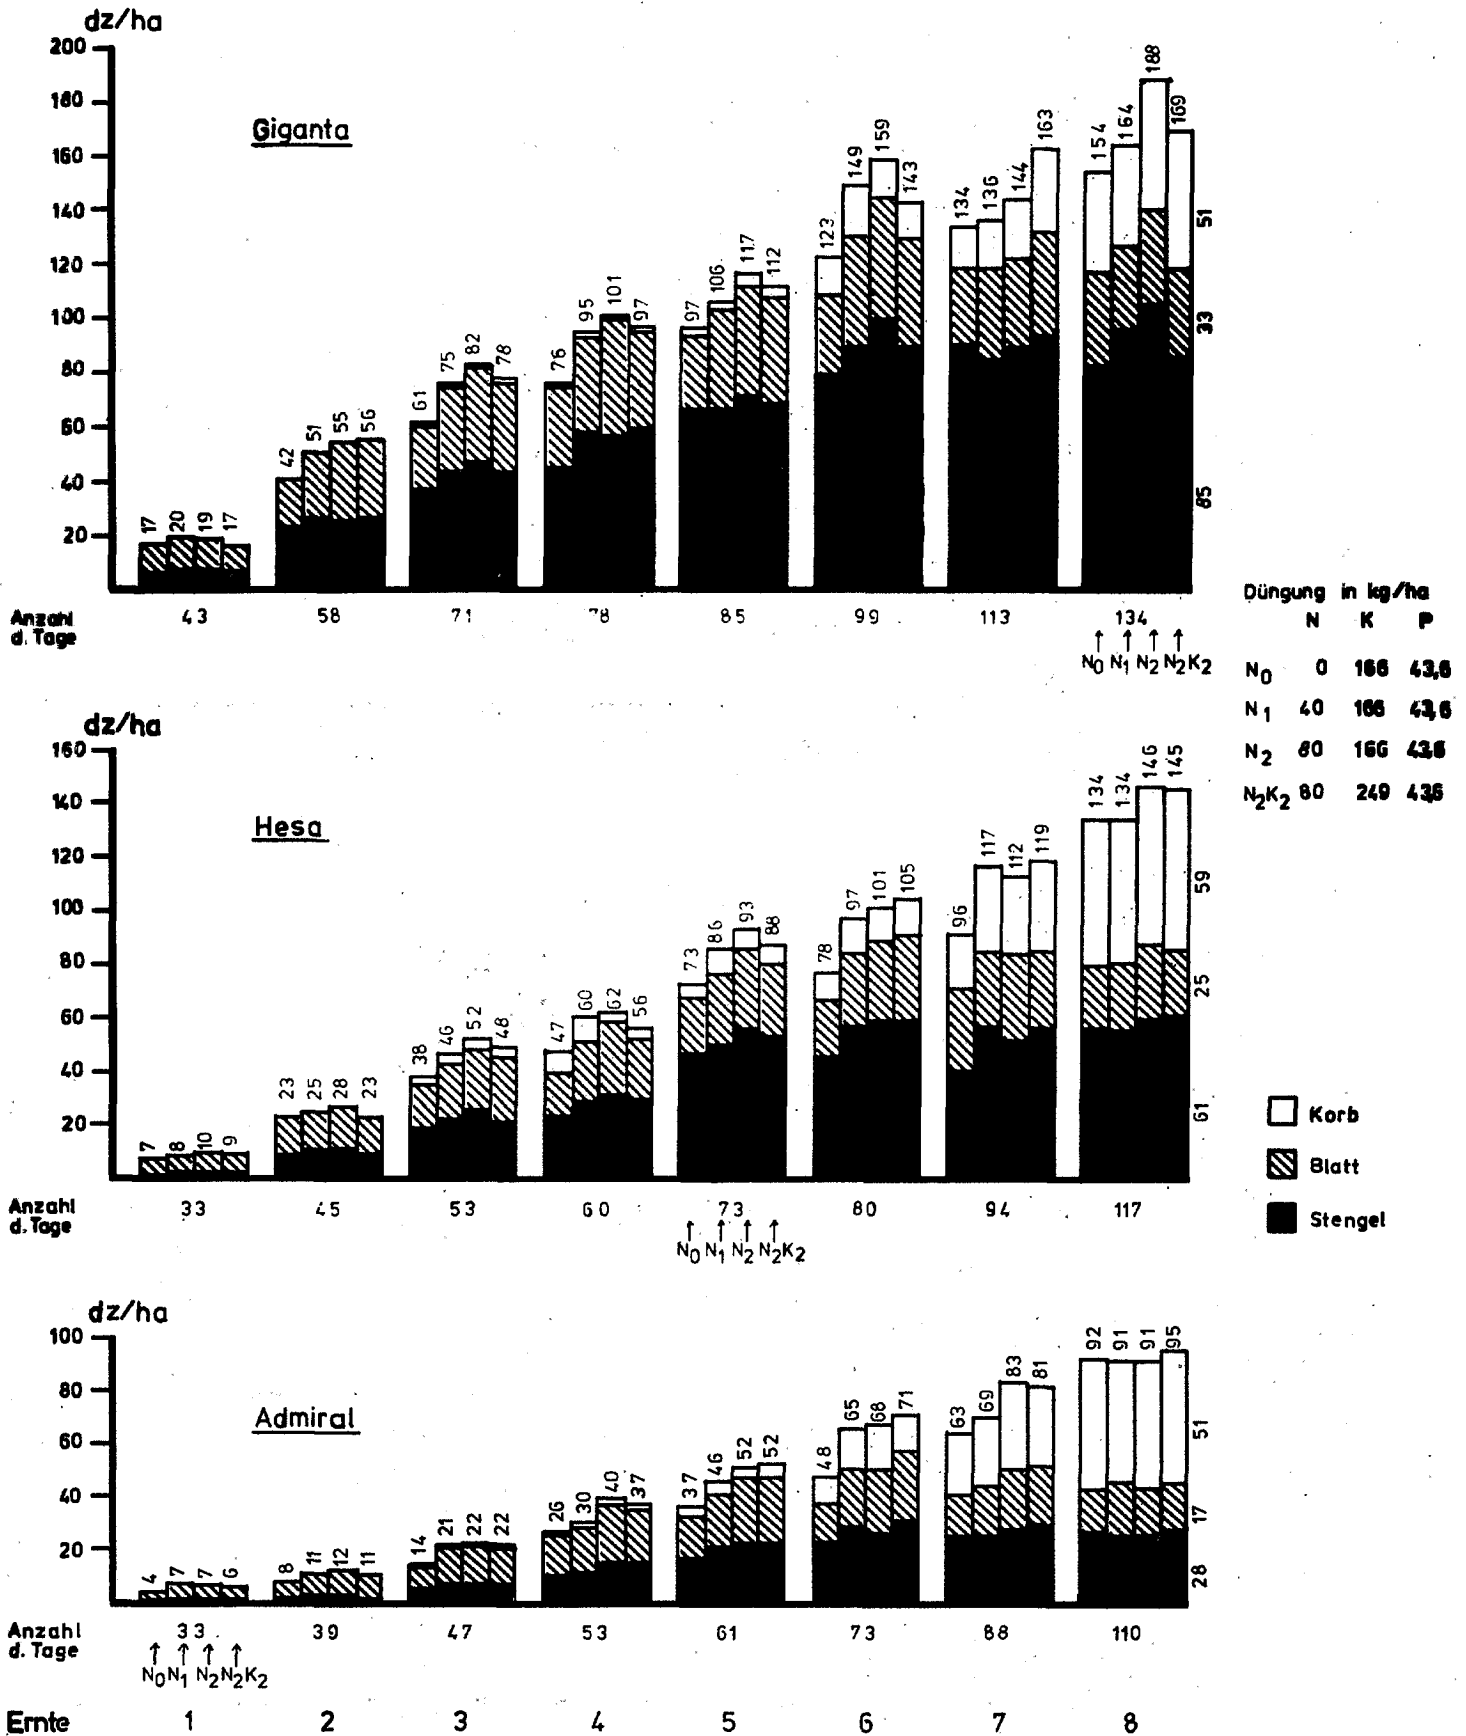 dz/ha
200
180
160
140
120
100
80
60
40
20
Giganta
17 20 19 17
42 51 55 56
61 75 82 78
76 95 101 97
97 106 117 112
123 149 159 143
134 136 144 163
154 164 188 169
51
33
85
Anzahl d. Tage 43 58 71 78 85 99 113 134
N0 N1 N2 N2K2
Düngung in kg/ha
N K P
N0 0 166 43,6
N1 40 166 43,6
N2 80 166 43,6
N2K2 80 249 43,6
dz/ha
160
140
120
100
80
60
40
20
Hesa
7 8 10 9
23 25 28 23
38 46 52 48
47 60 62 56
73 86 93 88
78 97 101 105
96 117 112 119
134 134 146 145
59
25
61
Anzahl d. Tage 33 45 53 60 73 80 94 117
N0 N1 N2 N2K2
Korb
Blatt
Stengel
dz/ha
100
80
60
40
20
Admiral
4 7 7 6
8 11 12 11
14 21 22 22
26 30 40 37
37 46 52 52
48 65 68 71
63 69 83 81
92 91 91 95
51
17
28
Anzahl d. Tage 33 39 47 53 61 73 88 110
N0 N1 N2 N2K2
Ernte 1 2 3 4 5 6 7 8